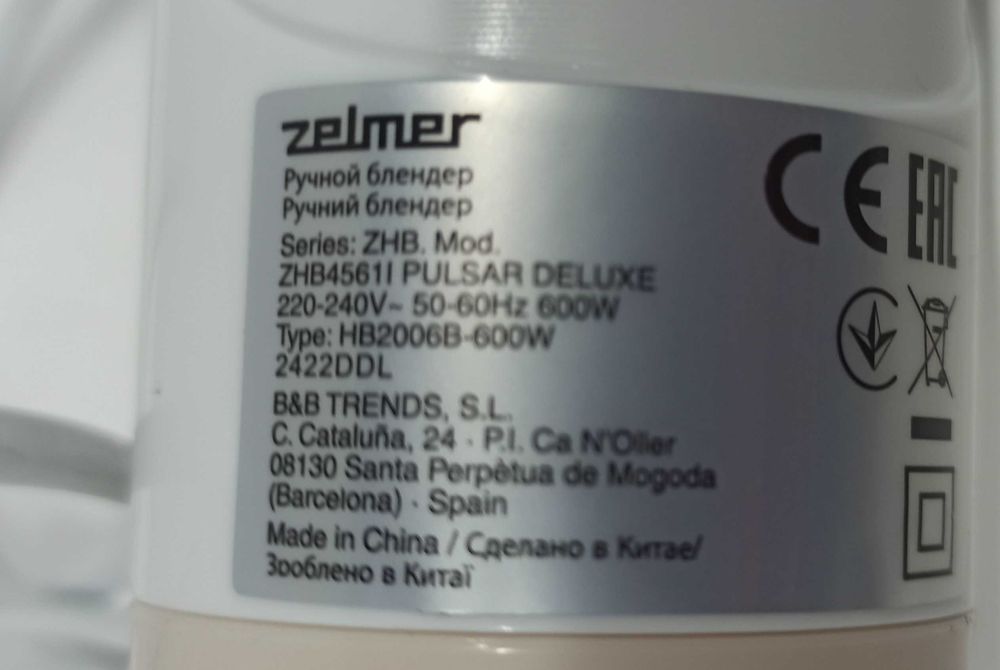 zelmer
Ручной блендер
Ручний блендер
Series: ZHB. Mod.
ZHB4561I PULSAR DELUXE
220-240V~ 50-60Hz 600W
Type: HB2006B-600W
2422DDL
B&B TRENDS, S.L.
C. Cataluña, 24 · P.I. Ca N'Oller
08130 Santa Perpètua de Mogoda
(Barcelona) · Spain
Made in China / Сделано в Китае/
Зроблено в Китаї
CE EAC